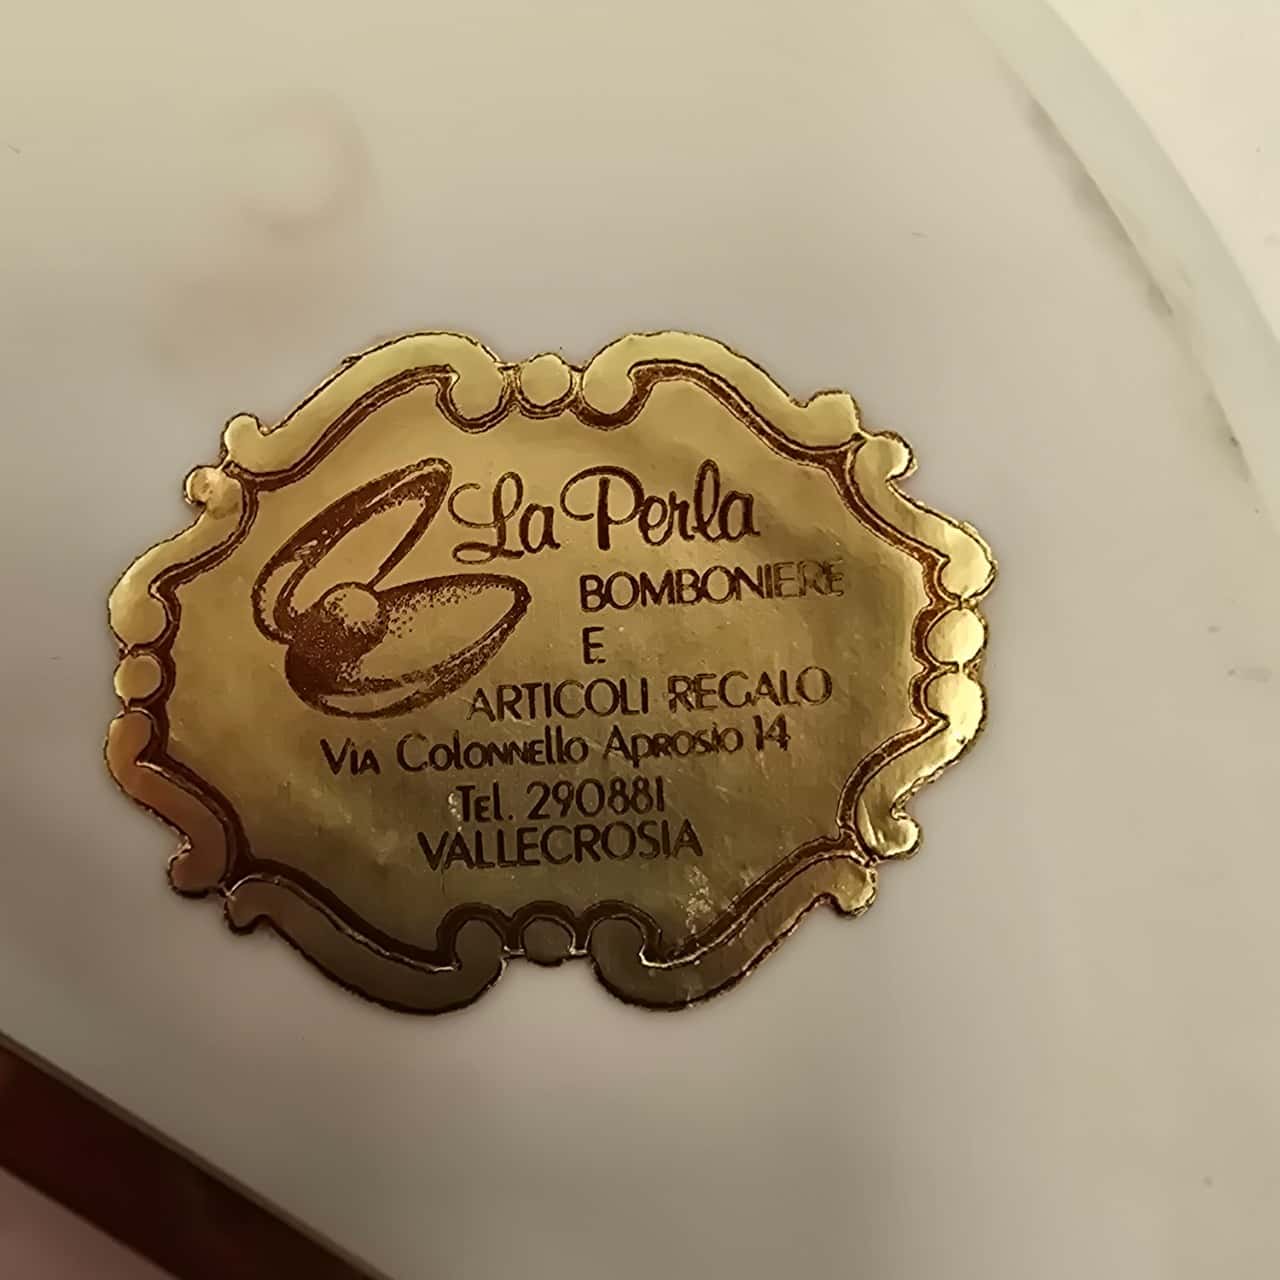 La Perla
BOMBONIERE
E
ARTICOLI REGALO
Via Colonnello Aprosio 14
Tel. 290881
VALLECROSIA